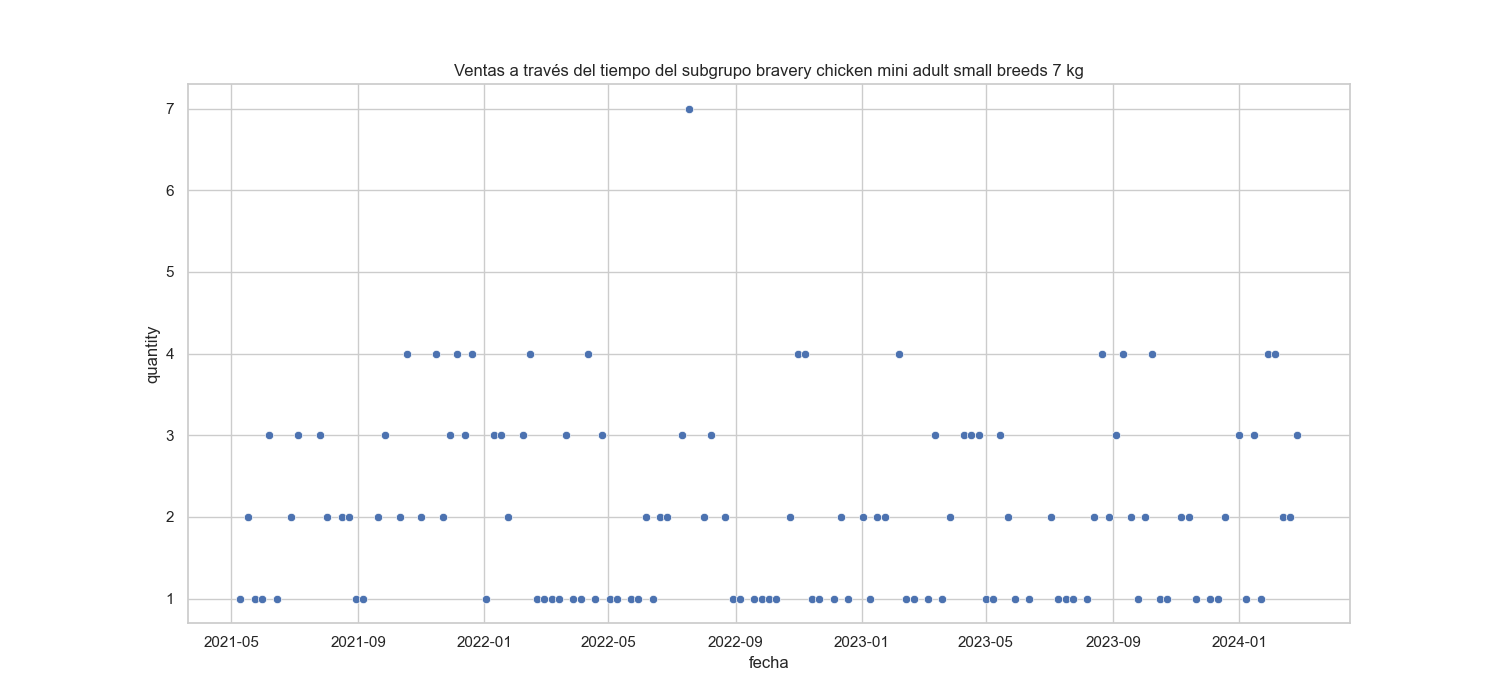 Ventas a través del tiempo del subgrupo bravery chicken mini adult small breeds 7 kg
7
6
5
4
3
2
1
quantity
2021-05 2021-09 2022-01 2022-05 2022-09 2023-01 2023-05 2023-09 2024-01
fecha